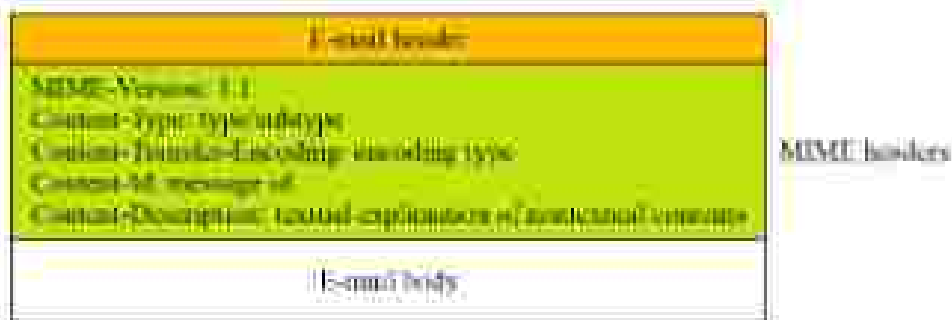 E-mail header
MIME-Version: 1.1
Content-Type: type/subtype
Content-Transfer-Encoding: encoding type
Content-Id: message id
Content-Description: textual explanation of nontextual contents
MIME headers
E-mail body